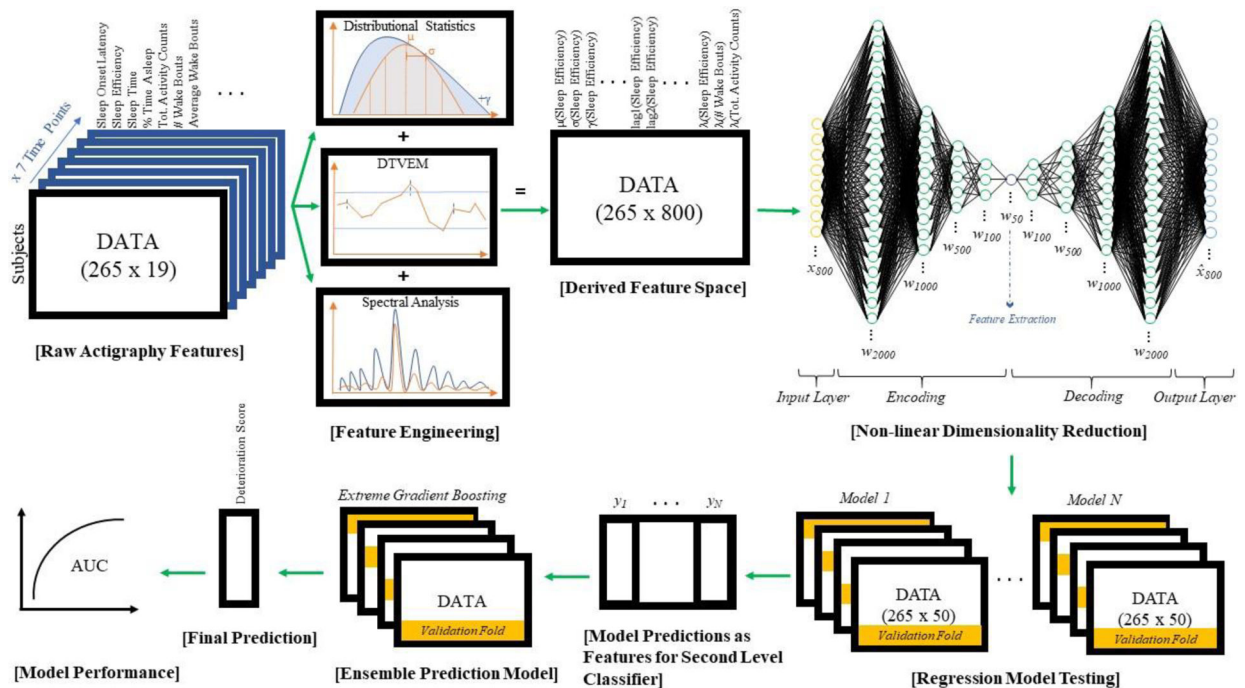 Sleep Onset Latency
Sleep Efficiency
Sleep Time
% Time Asleep
Tot. Activity Counts
# Wake Bouts
Average Wake Bouts
. . .
x 7 Time Points
Subjects
DATA
(265 x 19)
[Raw Actigraphy Features]
Distributional Statistics
μ
σ
+γ
+
DTVEM
+
Spectral Analysis
[Feature Engineering]
=
μ(Sleep Efficiency)
σ(Sleep Efficiency)
γ(Sleep Efficiency)
. . .
lag1(Sleep Efficiency)
lag2(Sleep Efficiency)
. . .
λ(Sleep Efficiency)
λ(# Wake Bouts)
λ(Tot. Activity Counts)
DATA
(265 x 800)
[Derived Feature Space]
x800
w2000
w1000
w500
w100
w50
w100
w500
w1000
w2000
x̂800
Feature Extraction
Input Layer
Encoding
Decoding
Output Layer
[Non-linear Dimensionality Reduction]
Model 1
DATA
(265 x 50)
Validation Fold
. . .
Model N
DATA
(265 x 50)
Validation Fold
[Regression Model Testing]
y1 . . . yN
[Model Predictions as
Features for Second Level
Classifier]
Extreme Gradient Boosting
DATA
Validation Fold
[Ensemble Prediction Model]
Deterioration Score
[Final Prediction]
AUC
[Model Performance]